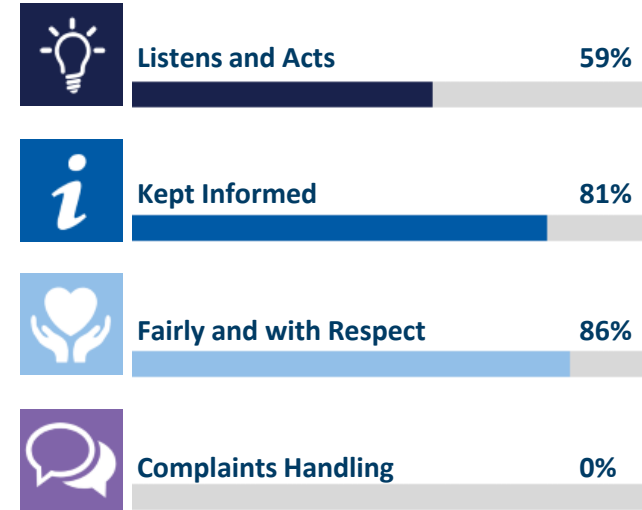 Listens and Acts 59%
Kept Informed 81%
Fairly and with Respect 86%
Complaints Handling 0%